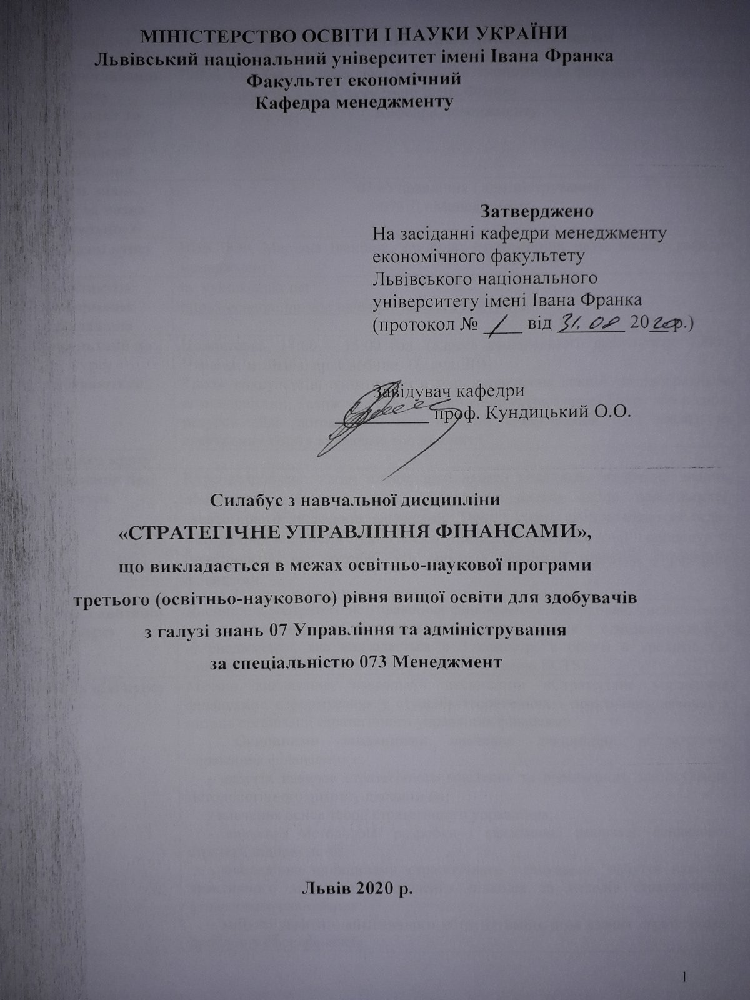 МІНІСТЕРСТВО ОСВІТИ І НАУКИ УКРАЇНИ
Львівський національний університет імені Івана Франка
Факультет економічний
Кафедра менеджменту
Затверджено
На засіданні кафедри менеджменту
економічного факультету
Львівського національного
університету імені Івана Франка
(протокол № 1 від 31.08 2020 р.)
Завідувач кафедри
проф. Кундицький О.О.
Силабус з навчальної дисципліни
«СТРАТЕГІЧНЕ УПРАВЛІННЯ ФІНАНСАМИ»,
що викладається в межах освітньо-наукової програми
третього (освітньо-наукового) рівня вищої освіти для здобувачів
з галузі знань 07 Управління та адміністрування
за спеціальністю 073 Менеджмент
Львів 2020 р.
1